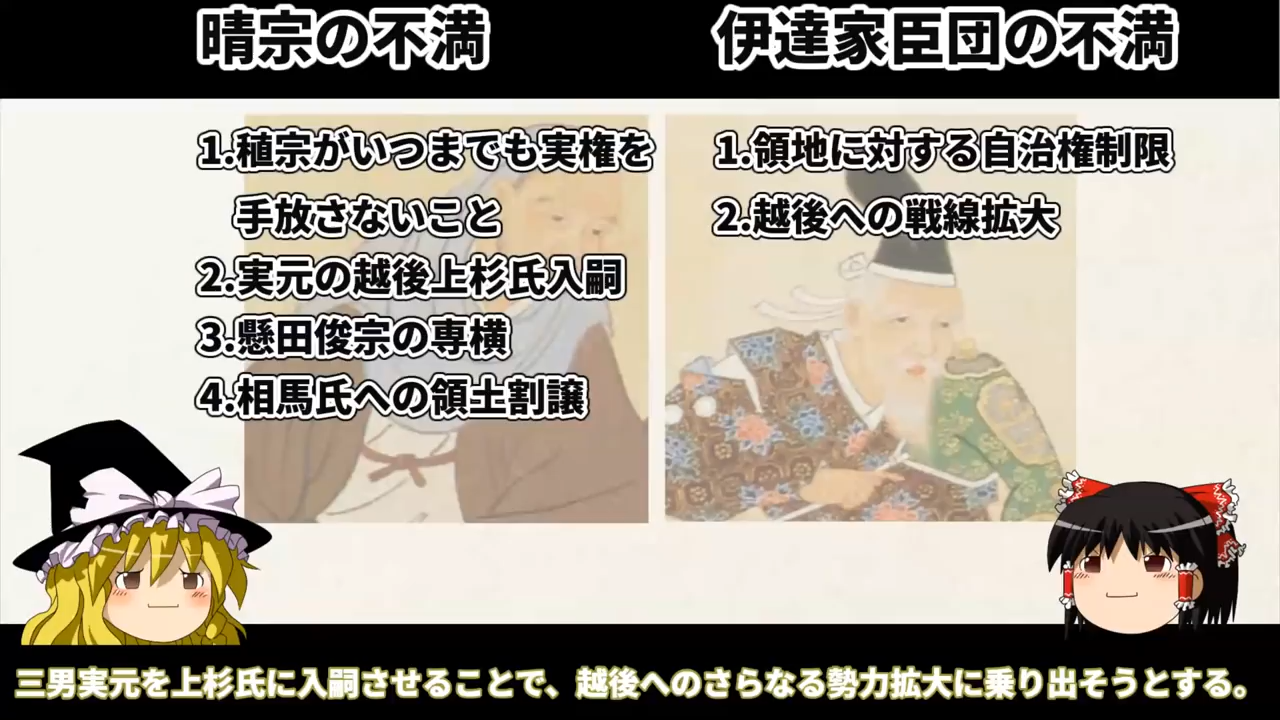 晴宗の不満
1.稙宗がいつまでも実権を
手放さないこと
2.実元の越後上杉氏入嗣
3.懸田俊宗の専横
4.相馬氏への領土割譲
伊達家臣団の不満
1.領地に対する自治権制限
2.越後への戦線拡大
三男実元を上杉氏に入嗣させることで、越後へのさらなる勢力拡大に乗り出そうとする。